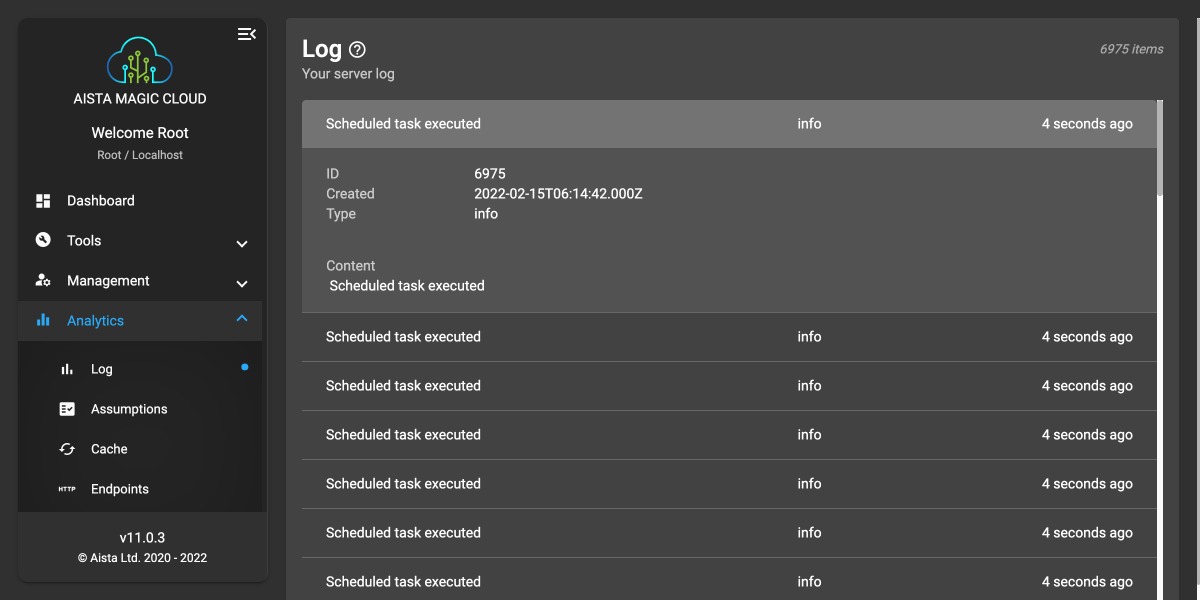 AISTA MAGIC CLOUD
Welcome Root
Root / Localhost
Dashboard
Tools
Management
Analytics
Log
Assumptions
Cache
HTTP Endpoints
v11.0.3
© Aista Ltd. 2020 - 2022
Log ?
6975 items
Your server log
Scheduled task executed info 4 seconds ago
ID 6975
Created 2022-02-15T06:14:42.000Z
Type info
Content
Scheduled task executed
Scheduled task executed info 4 seconds ago
Scheduled task executed info 4 seconds ago
Scheduled task executed info 4 seconds ago
Scheduled task executed info 4 seconds ago
Scheduled task executed info 4 seconds ago
Scheduled task executed info 4 seconds ago